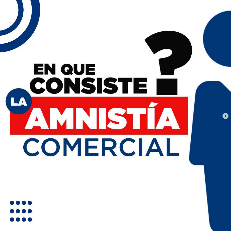 EN QUE
CONSISTE ?
LA
AMNISTÍA
COMERCIAL